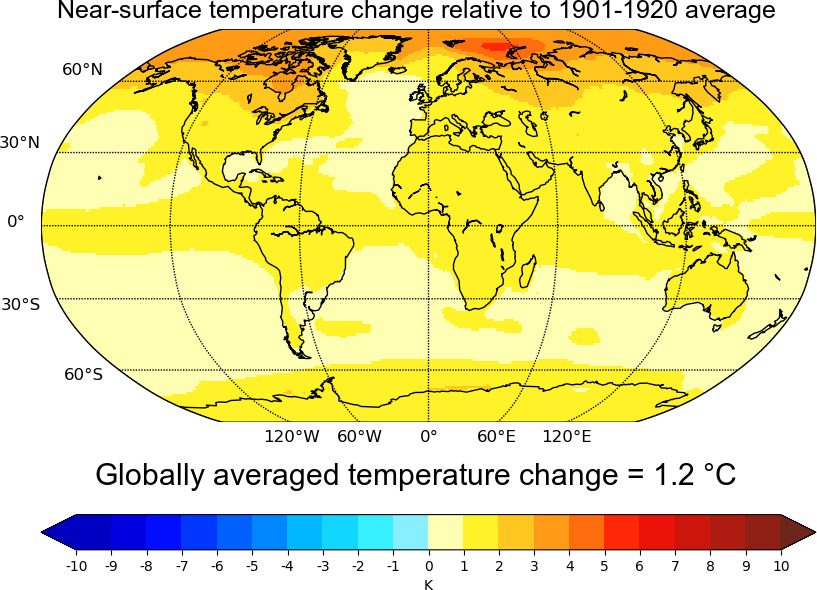 Near-surface temperature change relative to 1901-1920 average
60°N
30°N
0°
30°S
60°S
120°W 60°W 0° 60°E 120°E
Globally averaged temperature change = 1.2 °C
-10 -9 -8 -7 -6 -5 -4 -3 -2 -1 0 1 2 3 4 5 6 7 8 9 10
K